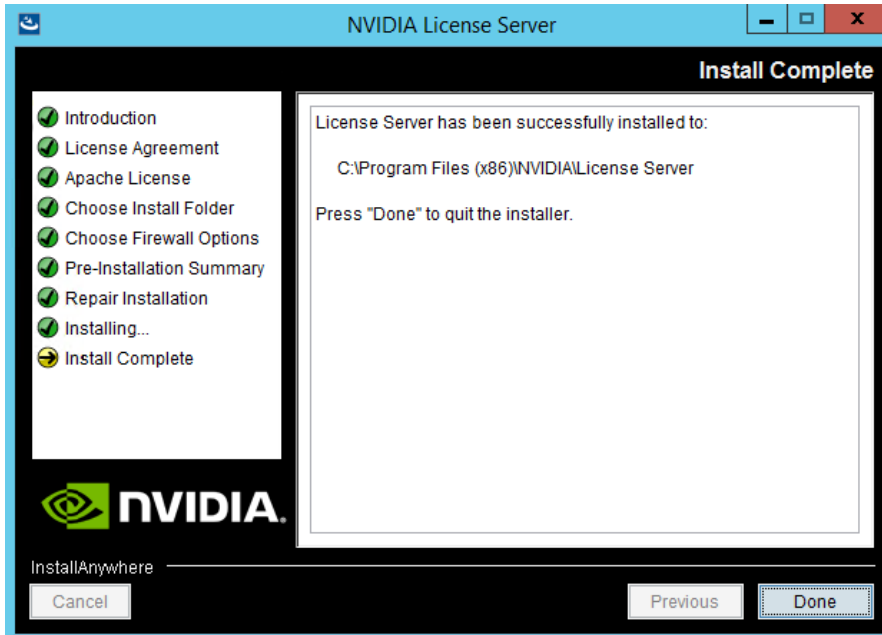 NVIDIA License Server
Install Complete
Introduction
License Agreement
Apache License
Choose Install Folder
Choose Firewall Options
Pre-Installation Summary
Repair Installation
Installing...
Install Complete
License Server has been successfully installed to:
C:\Program Files (x86)\NVIDIA\License Server
Press "Done" to quit the installer.
NVIDIA.
InstallAnywhere
Cancel
Previous
Done